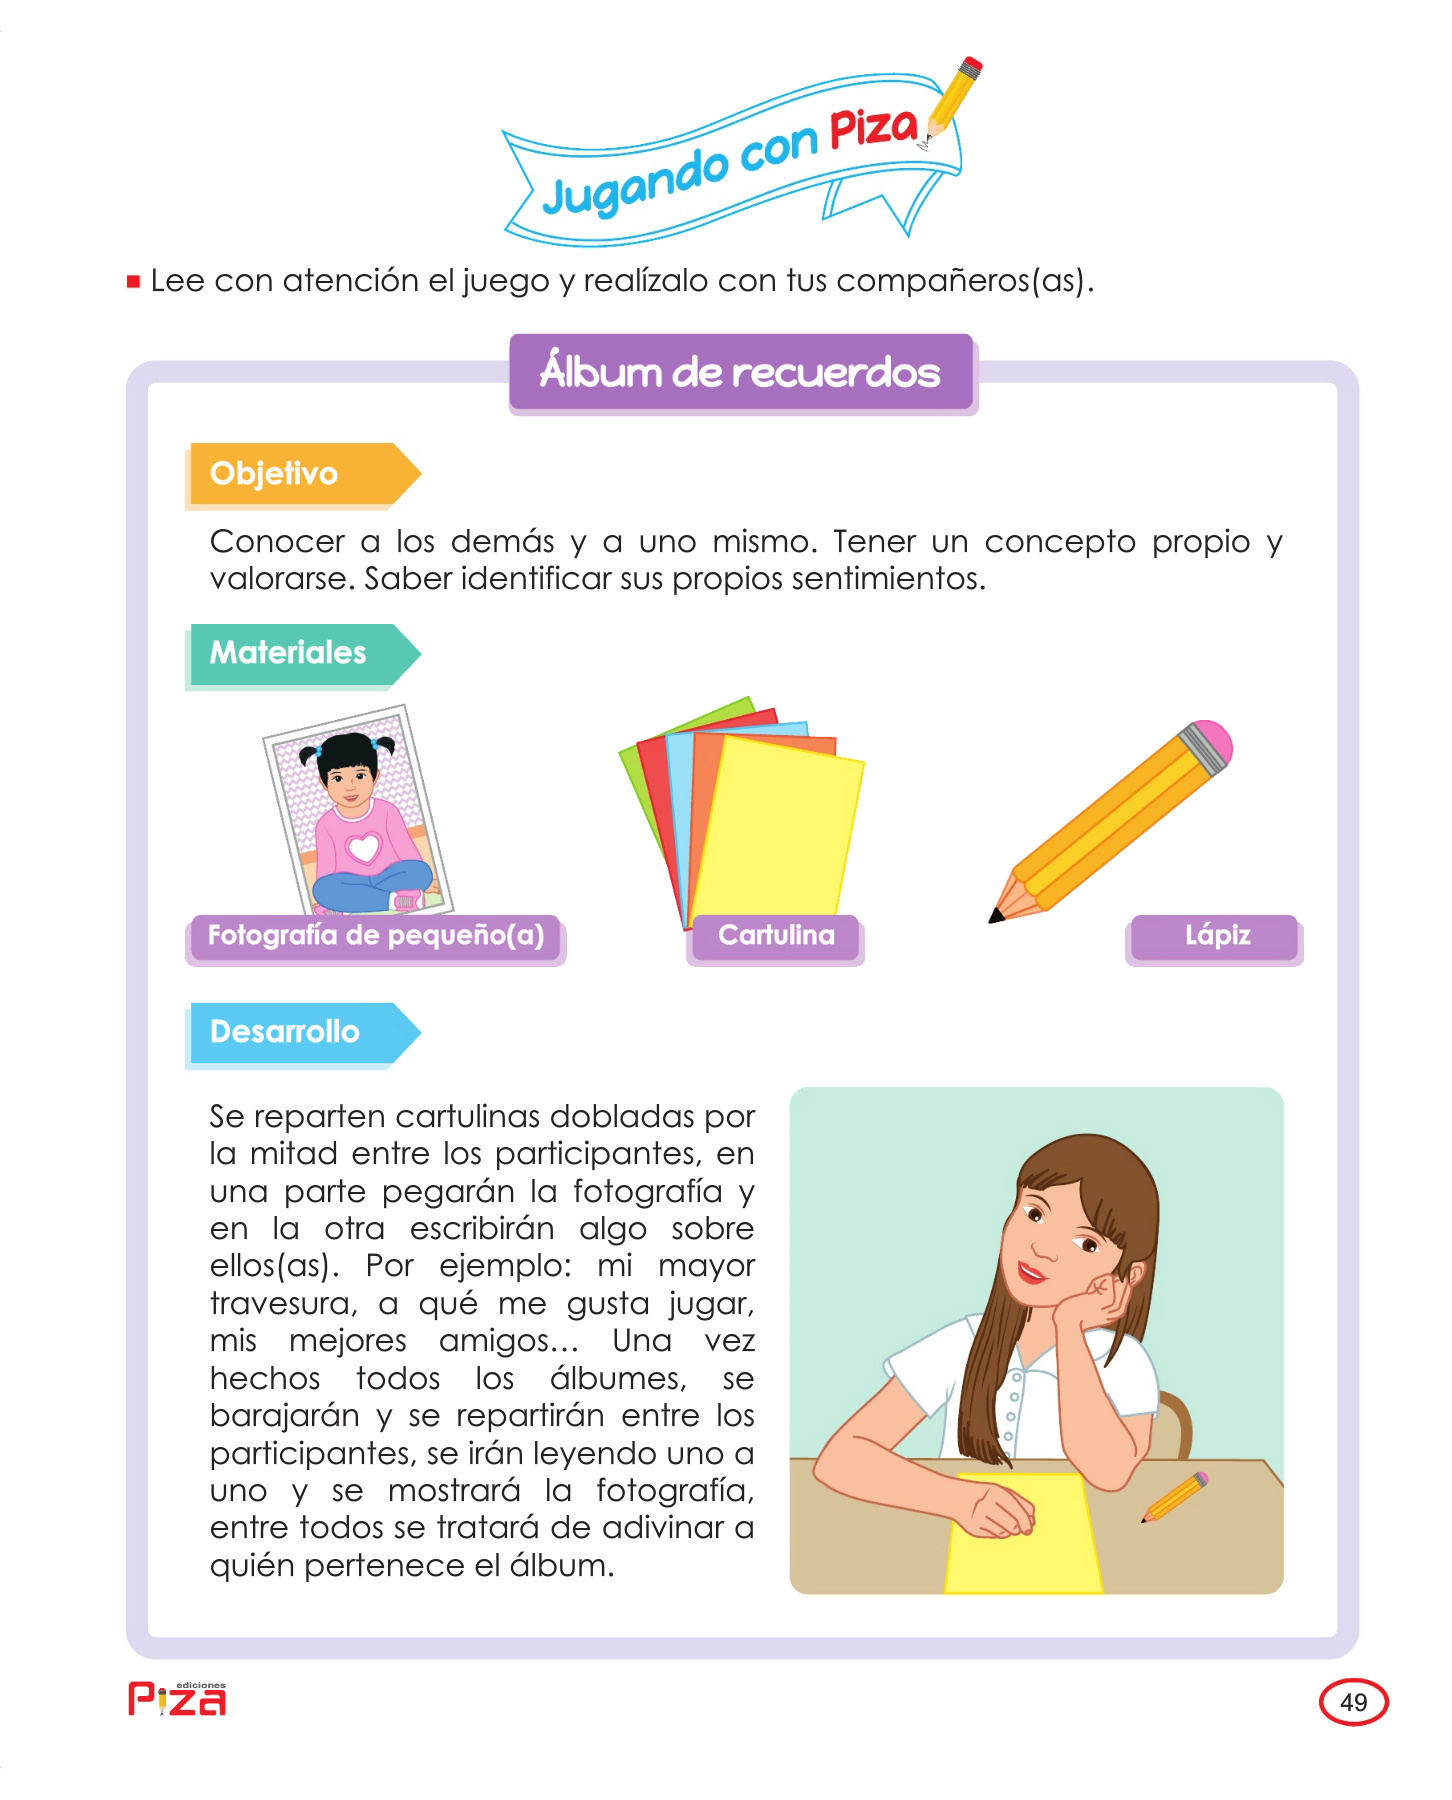 Jugando con Piza
Lee con atención el juego y realízalo con tus compañeros(as).
Álbum de recuerdos
Objetivo
Conocer a los demás y a uno mismo. Tener un concepto propio y
valorarse. Saber identificar sus propios sentimientos.
Materiales
Fotografía de pequeño(a)
Cartulina
Lápiz
Desarrollo
Se reparten cartulinas dobladas por
la mitad entre los participantes, en
una parte pegarán la fotografía y
en la otra escribirán algo sobre
ellos(as). Por ejemplo: mi mayor
travesura, a qué me gusta jugar,
mis mejores amigos... Una vez
hechos todos los álbumes, se
barajarán y se repartirán entre los
participantes, se irán leyendo uno a
uno y se mostrará la fotografía,
entre todos se tratará de adivinar a
quién pertenece el álbum.
ediciones
Piza
49